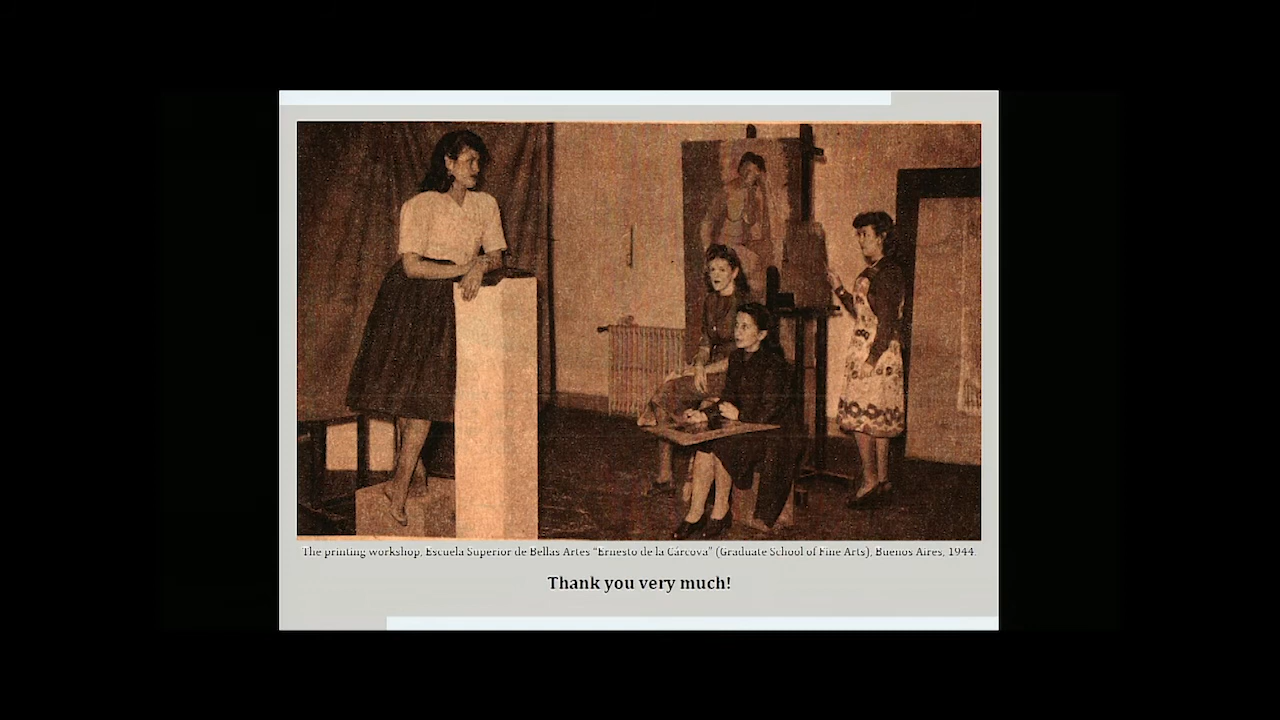 The printing workshop, Escuela Superior de Bellas Artes “Ernesto de la Cárcova” (Graduate School of Fine Arts), Buenos Aires, 1944.
Thank you very much!